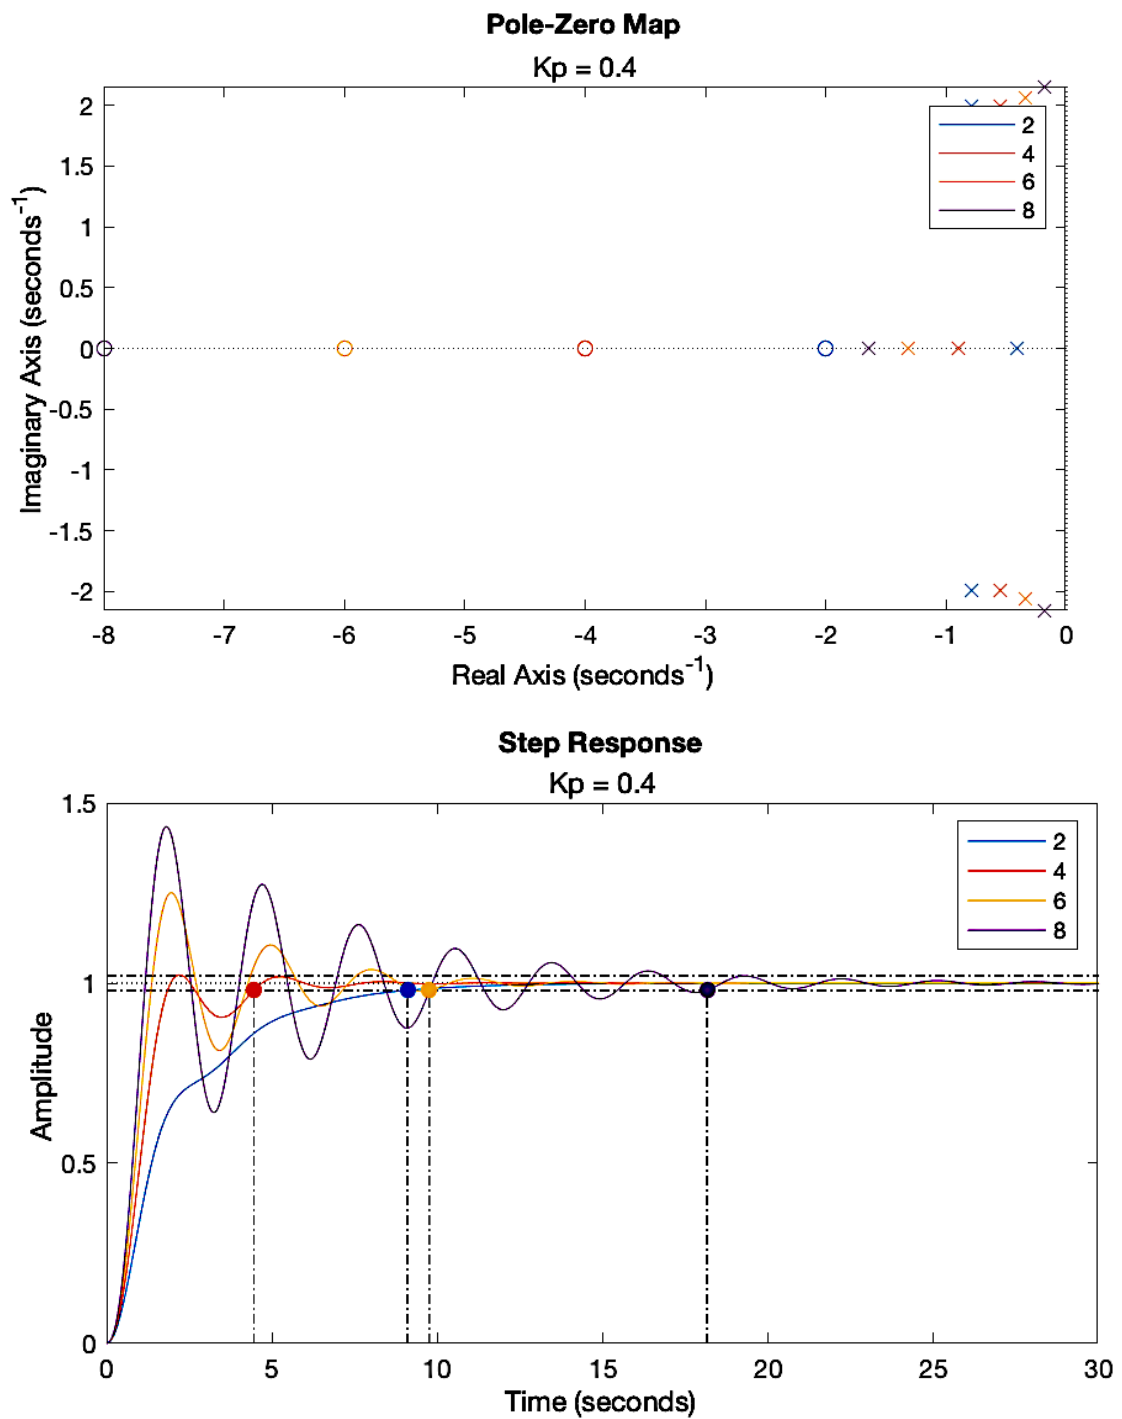 Pole-Zero Map
Kp = 0.4
2
1.5
1
0.5
0
-0.5
-1
-1.5
-2
Imaginary Axis (seconds⁻¹)
2
4
6
8
-8 -7 -6 -5 -4 -3 -2 -1 0
Real Axis (seconds⁻¹)
Step Response
Kp = 0.4
1.5
1
0.5
0
Amplitude
2
4
6
8
0 5 10 15 20 25 30
Time (seconds)